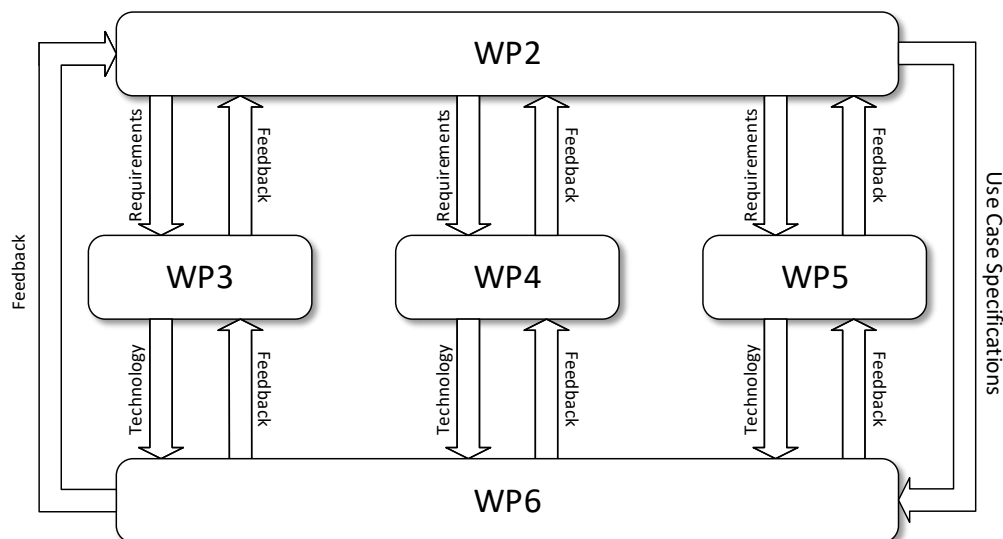 WP2
Requirements
Feedback
Requirements
Feedback
Requirements
Feedback
Feedback
Use Case Specifications
WP3
WP4
WP5
Technology
Feedback
Technology
Feedback
Technology
Feedback
WP6